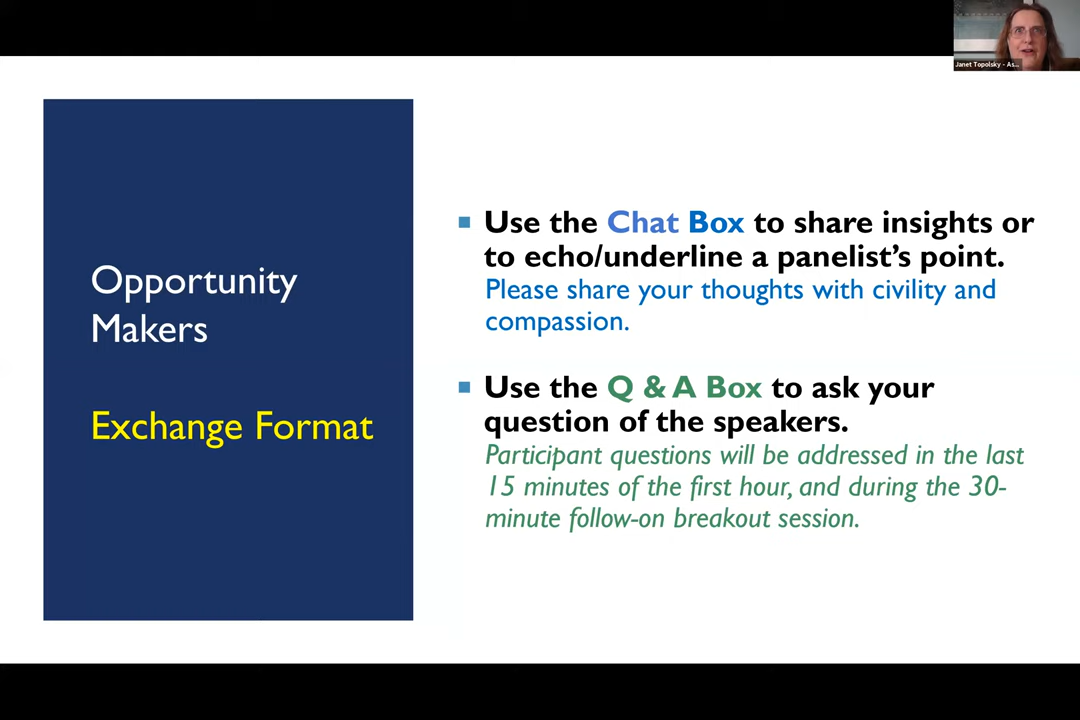 Janet Topolsky - As...
Opportunity
Makers
Exchange Format
Use the Chat Box to share insights or
to echo/underline a panelist’s point.
Please share your thoughts with civility and
compassion.
Use the Q & A Box to ask your
question of the speakers.
Participant questions will be addressed in the last
15 minutes of the first hour, and during the 30-
minute follow-on breakout session.